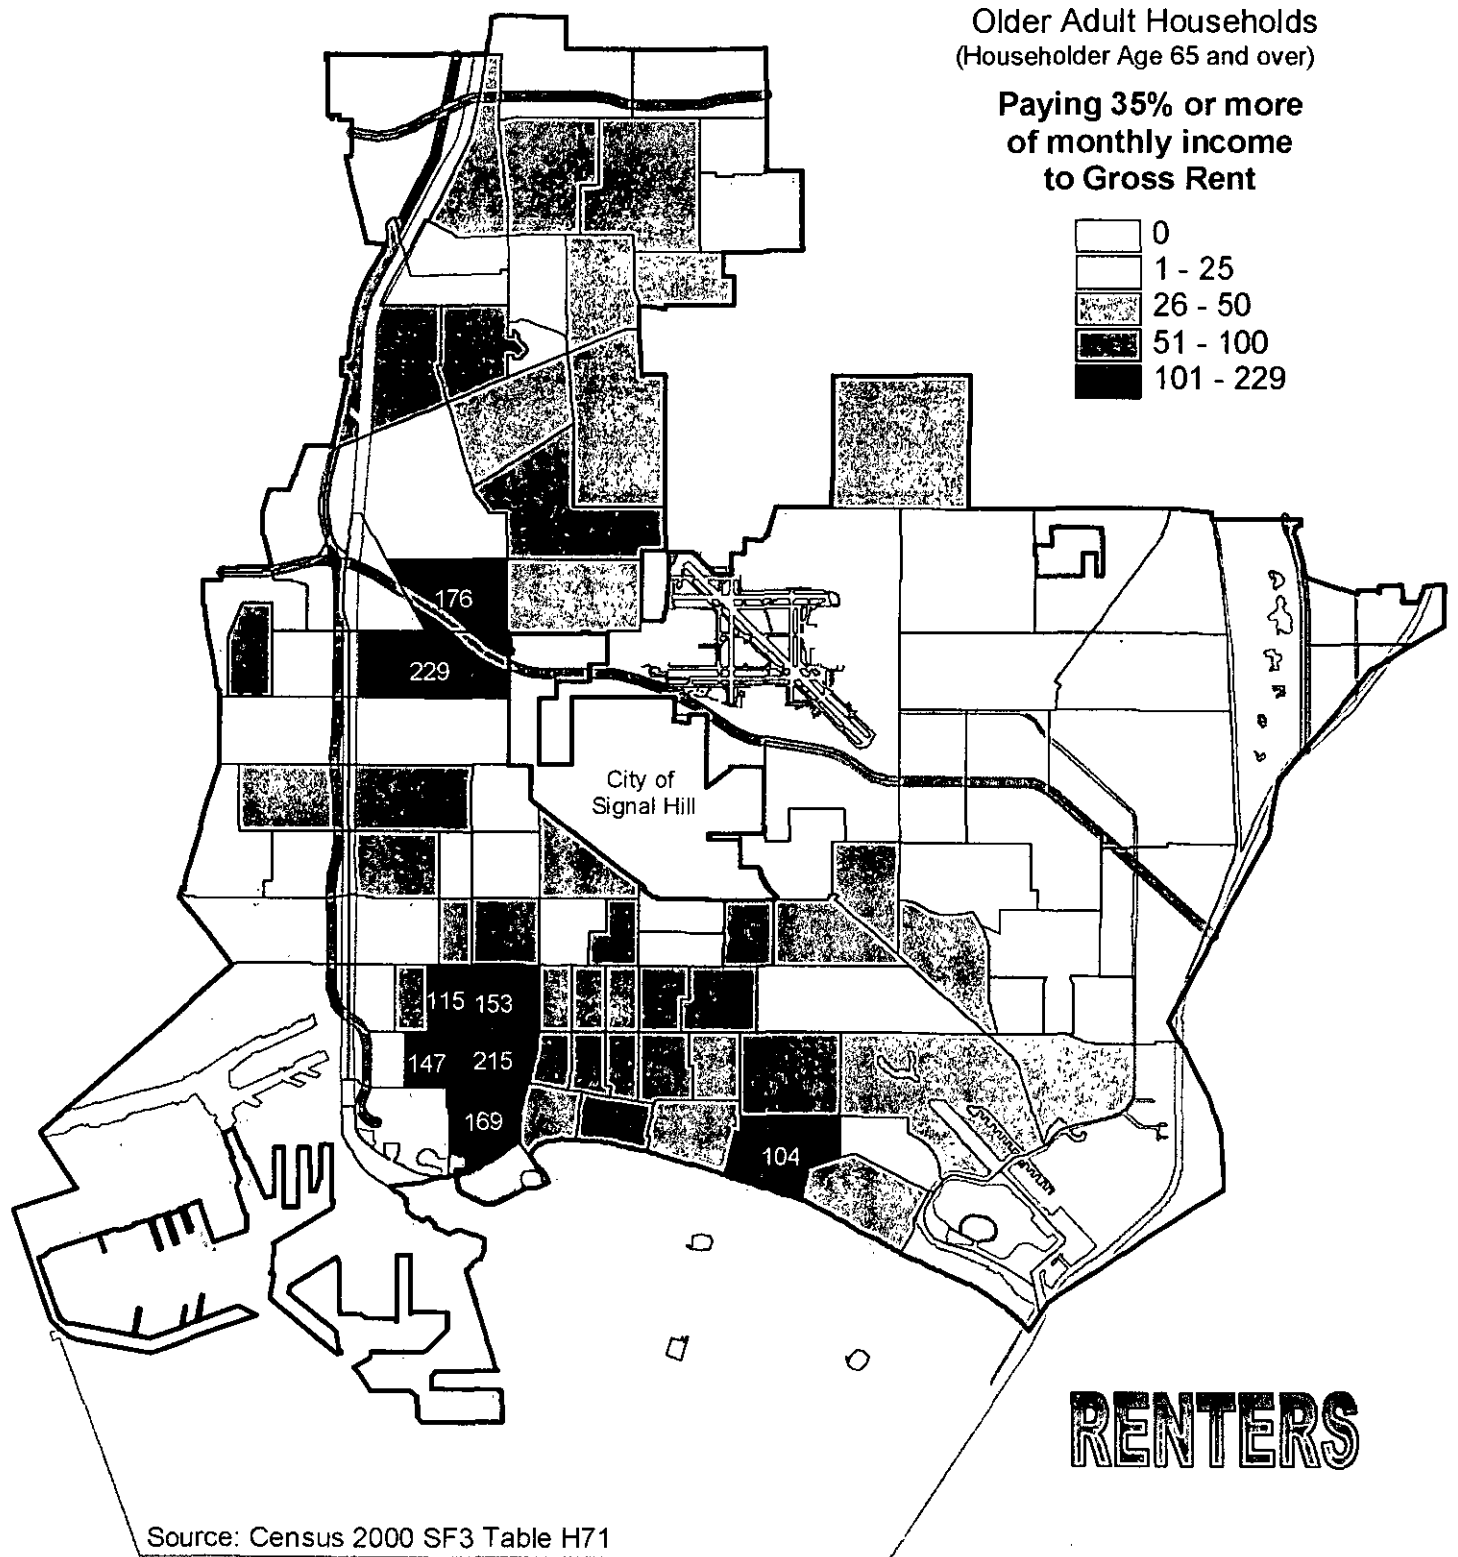 Older Adult Households
(Householder Age 65 and over)
Paying 35% or more
of monthly income
to Gross Rent
0
1 - 25
26 - 50
51 - 100
101 - 229
176
229
City of
Signal Hill
115 153
147 215
169
104
RENTERS
Source: Census 2000 SF3 Table H71